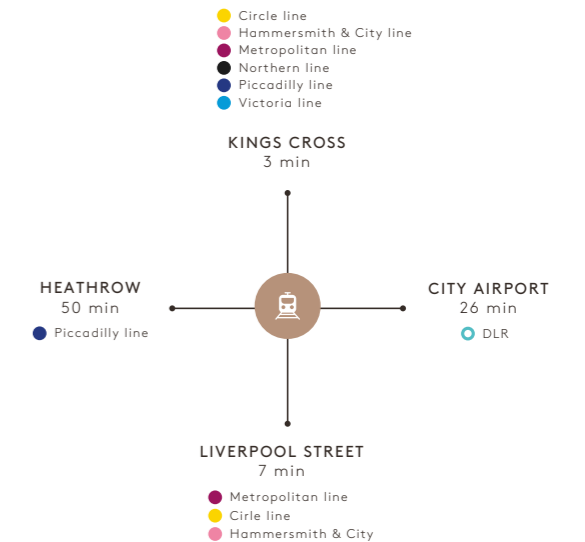 Circle line
Hammersmith & City line
Metropolitan line
Northern line
Piccadilly line
Victoria line
KINGS CROSS
3 min
HEATHROW
50 min
Piccadilly line
CITY AIRPORT
26 min
DLR
LIVERPOOL STREET
7 min
Metropolitan line
Cirle line
Hammersmith & City